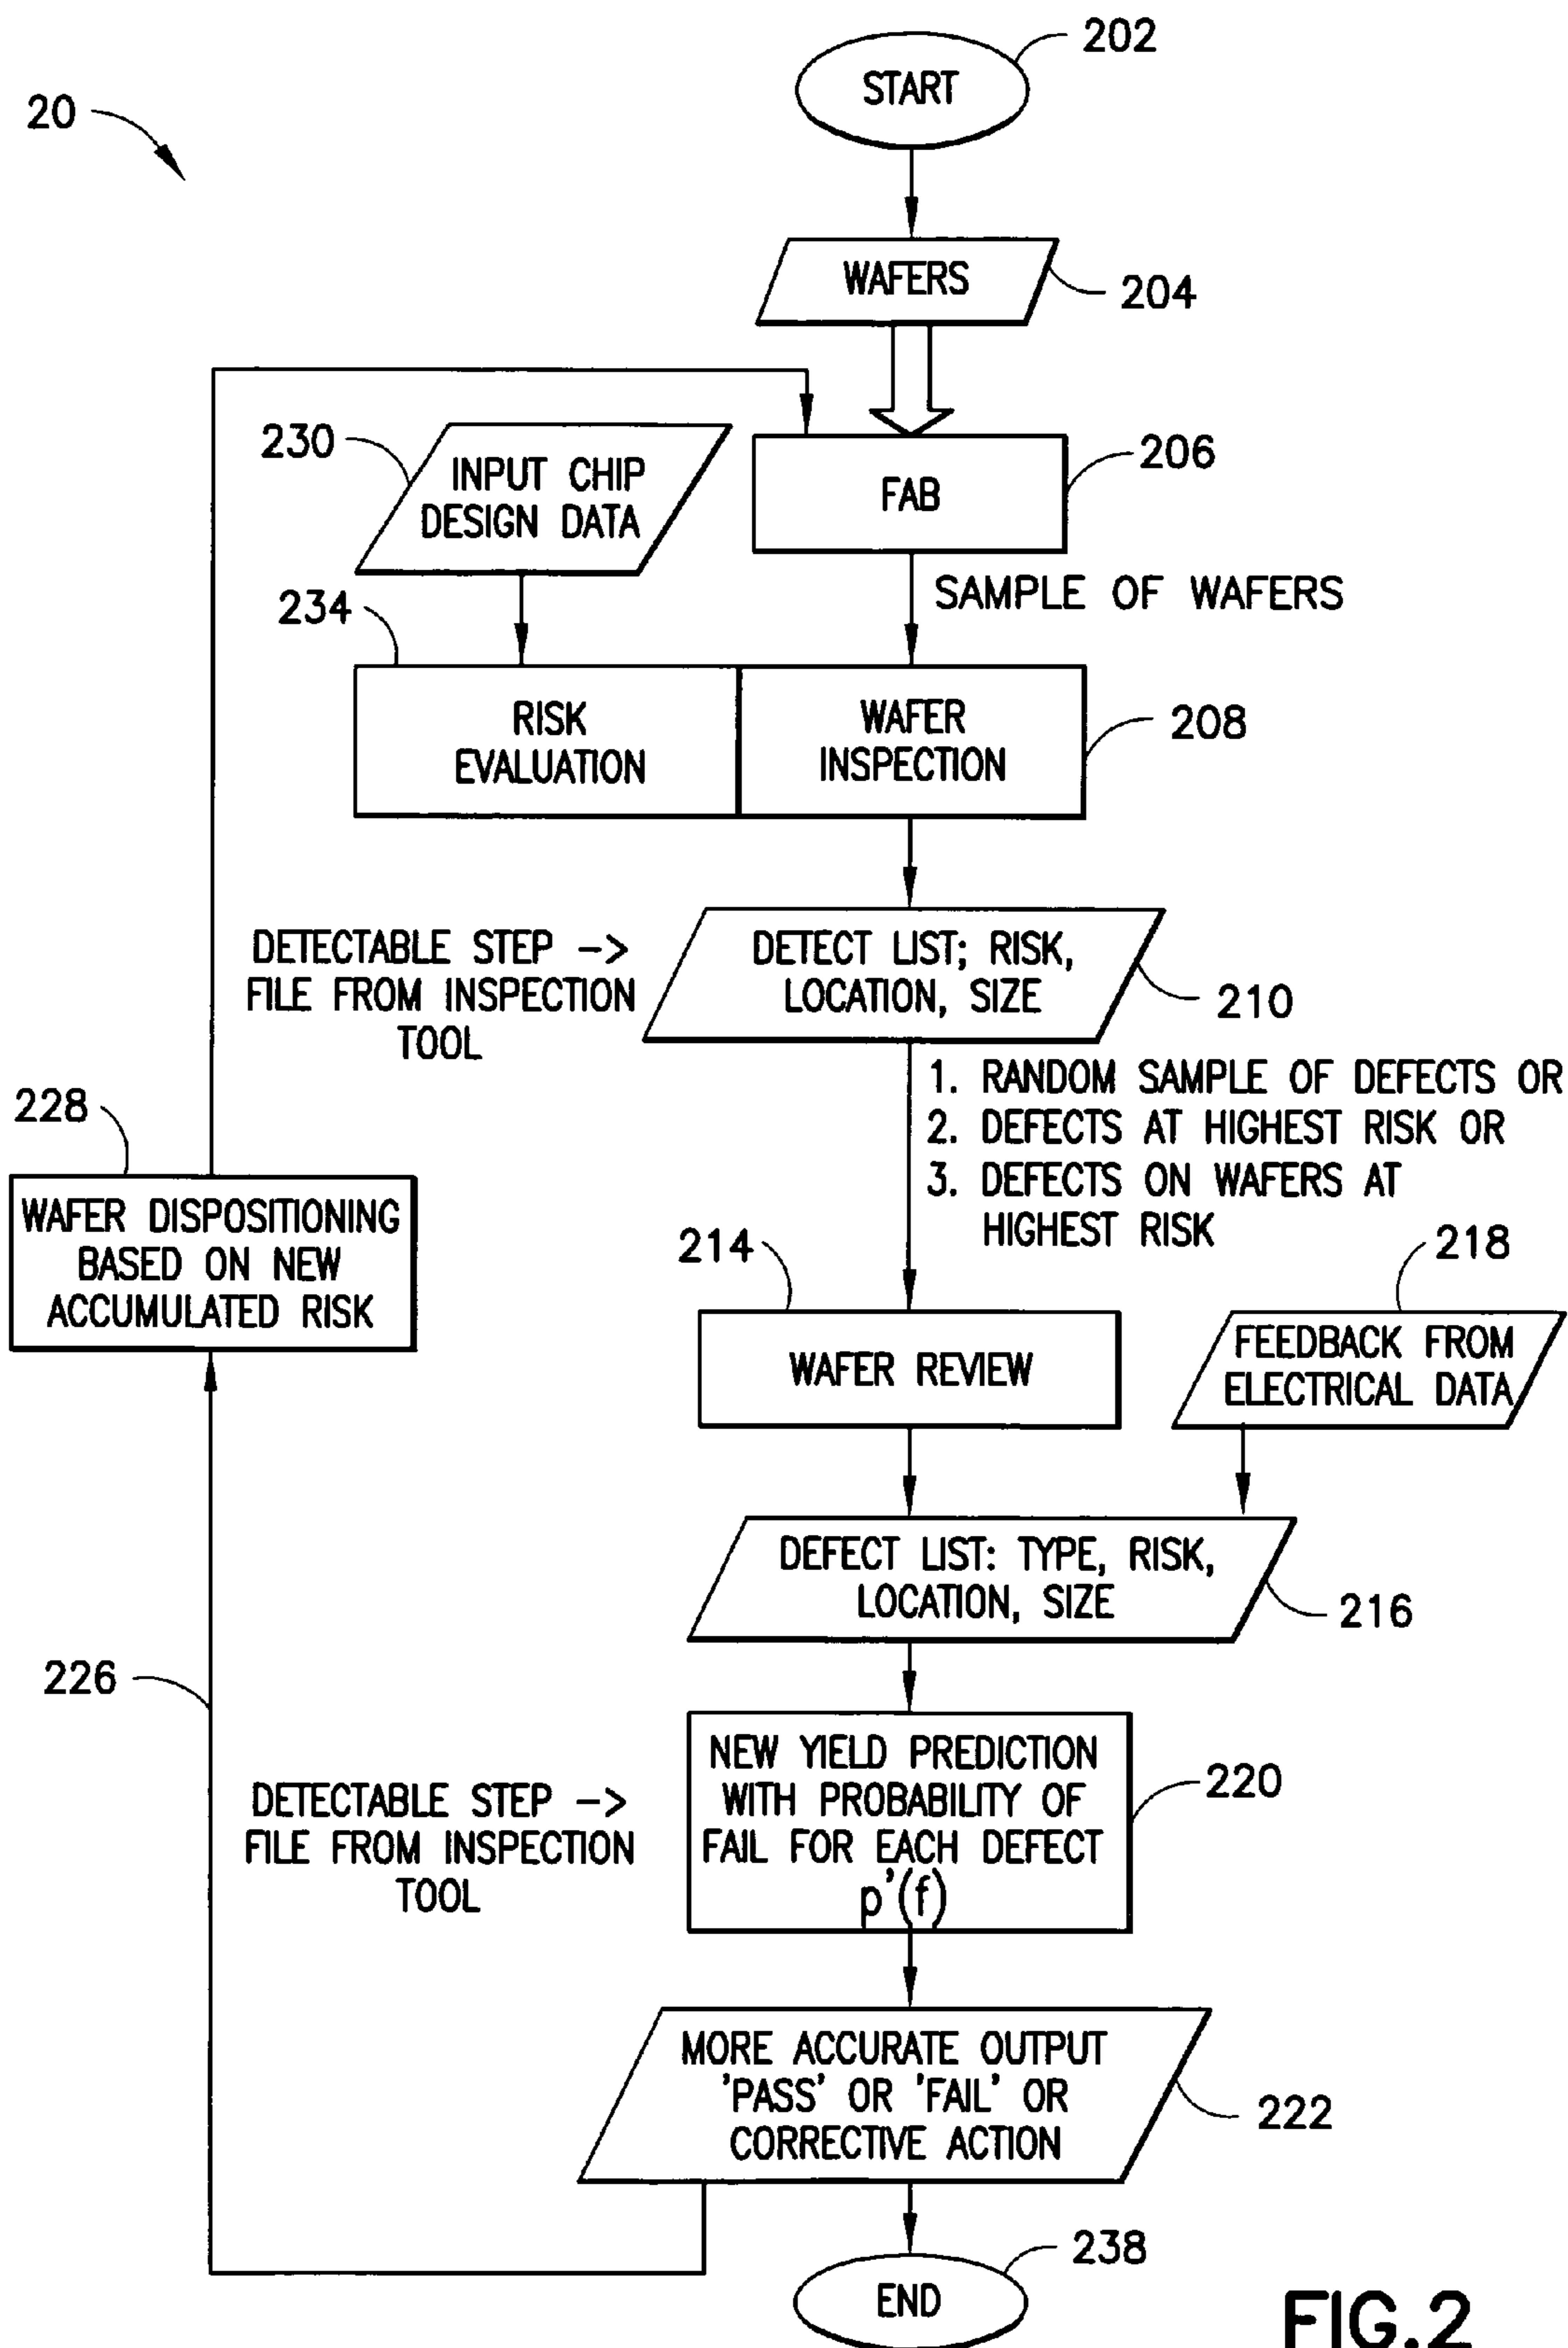 202
START
20
WAFERS
204
230
INPUT CHIP
DESIGN DATA
206
FAB
SAMPLE OF WAFERS
234
RISK
EVALUATION
WAFER
INSPECTION
208
DETECTABLE STEP ->
FILE FROM INSPECTION
TOOL
DETECT LIST; RISK,
LOCATION, SIZE
210
1. RANDOM SAMPLE OF DEFECTS OR
2. DEFECTS AT HIGHEST RISK OR
3. DEFECTS ON WAFERS AT
HIGHEST RISK
228
WAFER DISPOSITIONING
BASED ON NEW
ACCUMULATED RISK
214
WAFER REVIEW
218
FEEDBACK FROM
ELECTRICAL DATA
DEFECT LIST: TYPE, RISK,
LOCATION, SIZE
216
226
DETECTABLE STEP ->
FILE FROM INSPECTION
TOOL
NEW YIELD PREDICTION
WITH PROBABILITY OF
FAIL FOR EACH DEFECT
p'(f)
220
MORE ACCURATE OUTPUT
'PASS' OR 'FAIL' OR
CORRECTIVE ACTION
222
238
END
FIG.2